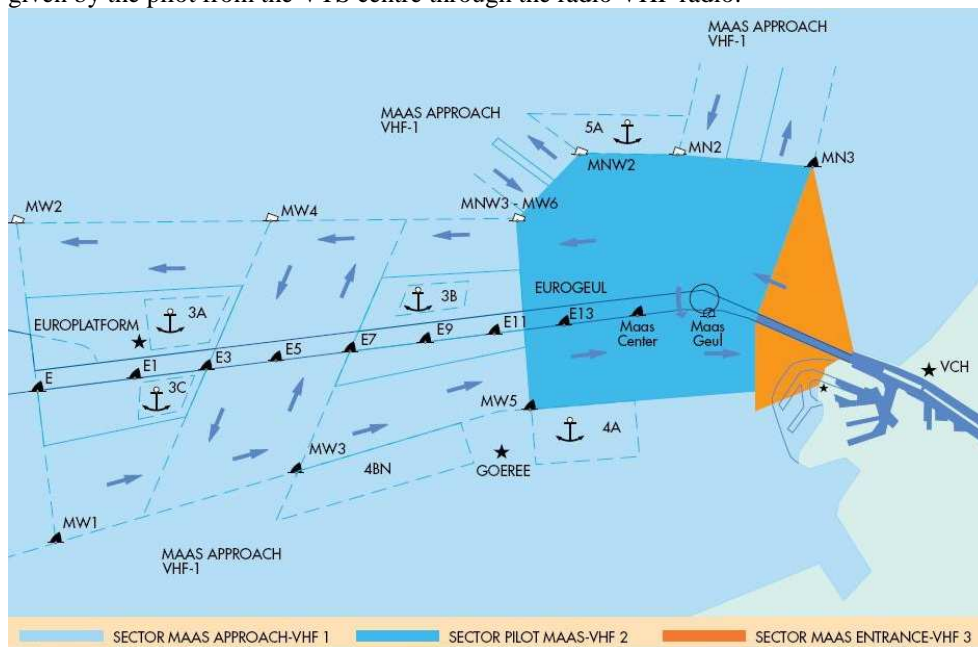 given by the pilot from the VTS centre through the radio VHF radio.
MAAS APPROACH
VHF-1
MAAS APPROACH
VHF-1
5A
MNW2
MN2
MN3
MW2
MW4
MNW3 - MW6
EUROGEUL
3A
3B
EUROPLATFORM
E13
Maas
Center
Maas
Geul
E11
E9
E7
E5
E3
E1
E
3C
VCH
MW5
4A
MW3
4BN
GOEREE
MW1
MAAS APPROACH
VHF-1
SECTOR MAAS APPROACH-VHF 1
SECTOR PILOT MAAS-VHF 2
SECTOR MAAS ENTRANCE-VHF 3